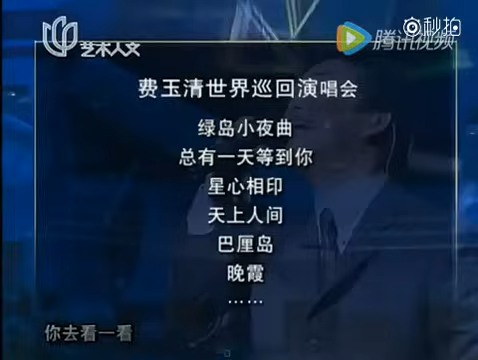 艺术人文
腾讯视频
秒拍
费玉清世界巡回演唱会
绿岛小夜曲
总有一天等到你
星心相印
天上人间
巴厘岛
晚霞
……
你去看一看